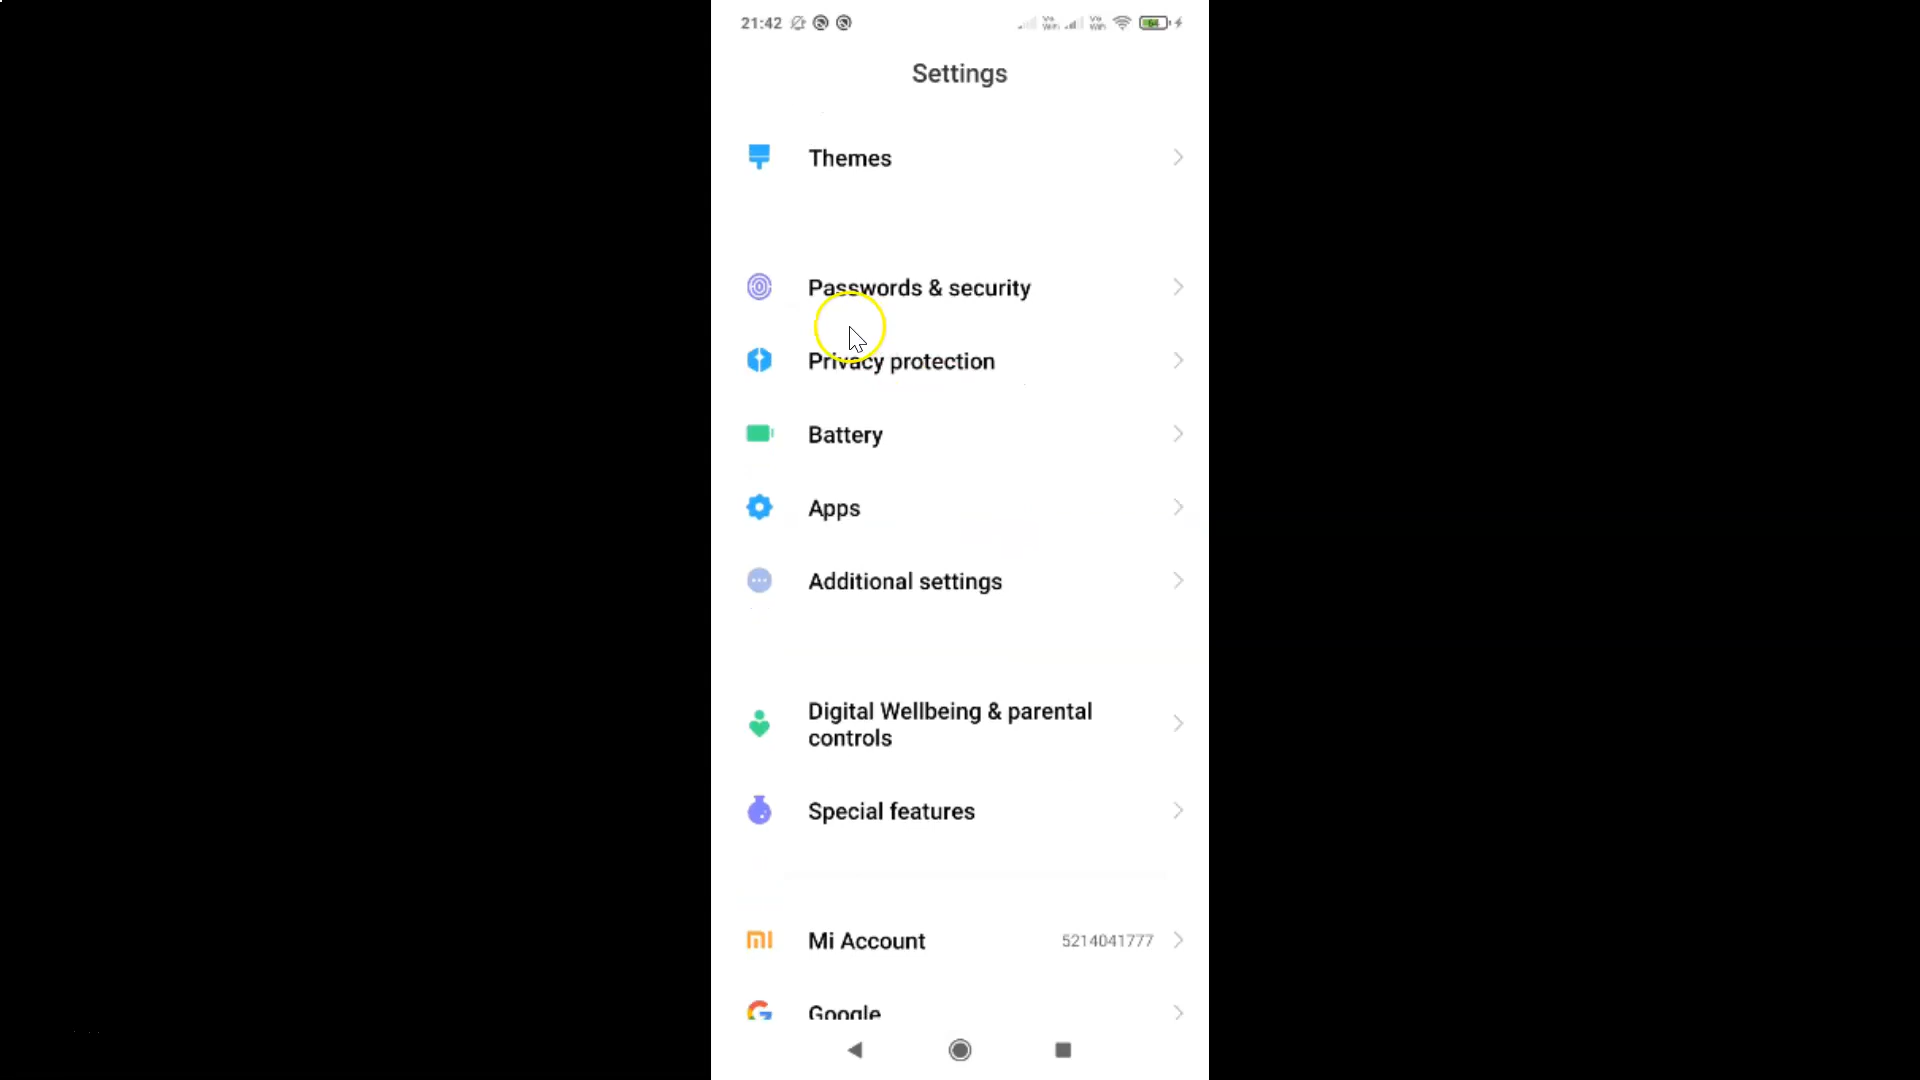 21:42
Settings
Themes
Passwords & security
Privacy protection
Battery
Apps
Additional settings
Digital Wellbeing & parental
controls
Special features
Mi Account 5214041777
Google